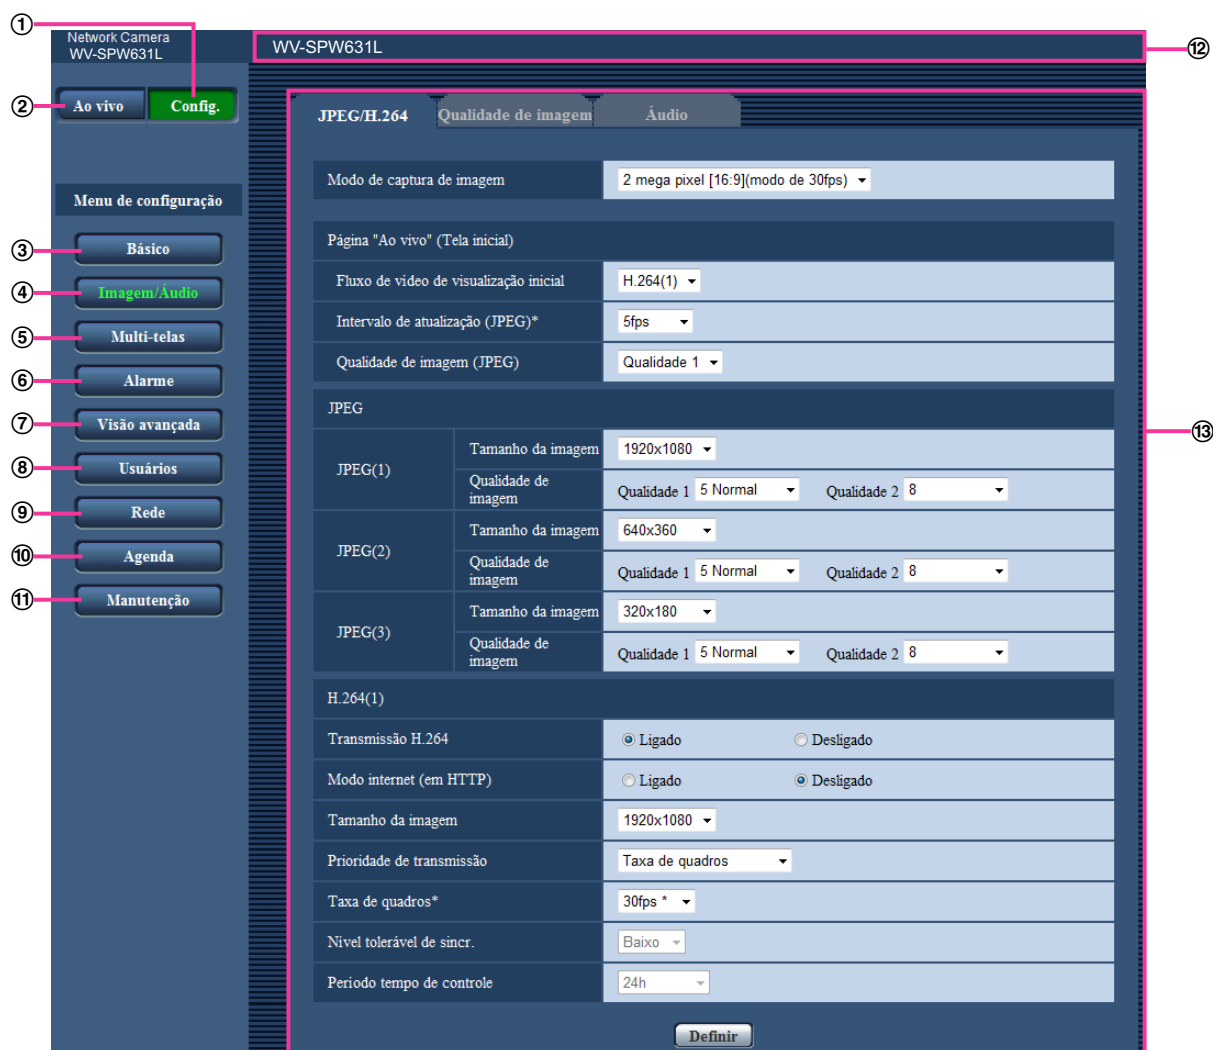 ①
Network Camera
WV-SPW631L
WV-SPW631L
⑫
② Ao vivo Config.
JPEG/H.264 Qualidade de imagem Áudio
Modo de captura de imagem 2 mega pixel [16:9](modo de 30fps)
Menu de configuração
Página "Ao vivo" (Tela inicial)
③ Básico
Fluxo de vídeo de visualização inicial H.264(1)
④ Imagem/Áudio
Intervalo de atualização (JPEG)* 5fps
⑤ Multi-telas
Qualidade de imagem (JPEG) Qualidade 1
⑥ Alarme
JPEG
⑦ Visão avançada
⑬
JPEG(1)
Tamanho da imagem 1920x1080
⑧ Usuários
Qualidade de imagem Qualidade 1 5 Normal Qualidade 2 8
⑨ Rede
JPEG(2)
Tamanho da imagem 640x360
⑩ Agenda
Qualidade de imagem Qualidade 1 5 Normal Qualidade 2 8
⑪ Manutenção
JPEG(3)
Tamanho da imagem 320x180
Qualidade de imagem Qualidade 1 5 Normal Qualidade 2 8
H.264(1)
Transmissão H.264 Ligado Desligado
Modo internet (em HTTP) Ligado Desligado
Tamanho da imagem 1920x1080
Prioridade de transmissão Taxa de quadros
Taxa de quadros* 30fps *
Nível tolerável de sincr. Baixo
Período tempo de controle 24h
Definir